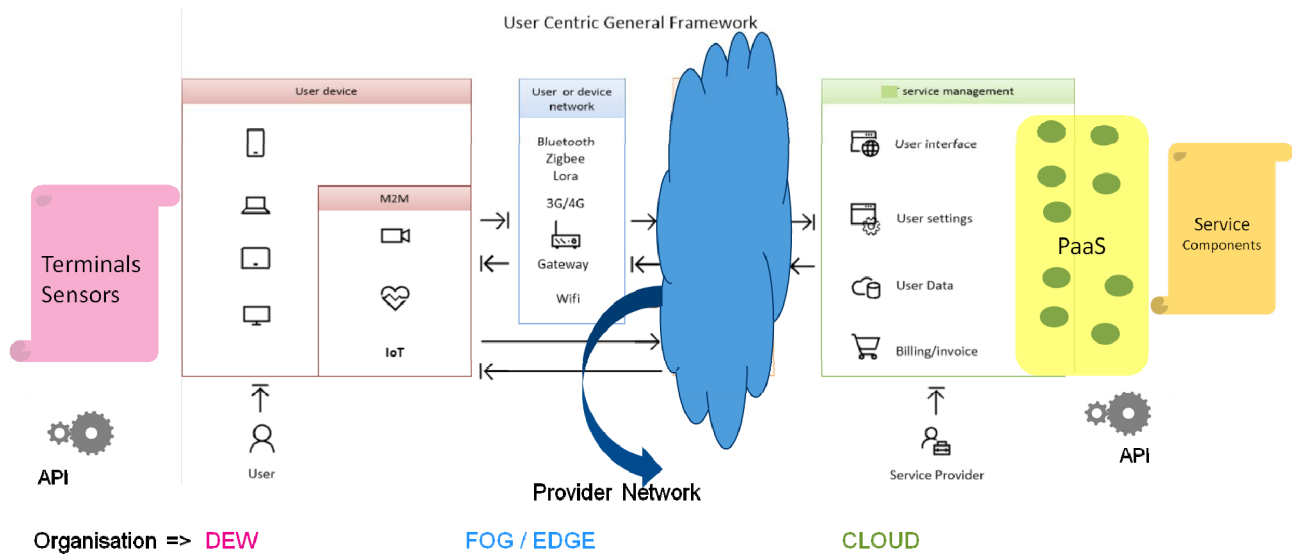 User Centric General Framework
User device
M2M
IoT
User or device
network
Bluetooth
Zigbee
Lora
3G/4G
Gateway
Wifi
service management
User interface
User settings
User Data
Billing/invoice
PaaS
Service
Components
Terminals
Sensors
API
User
Provider Network
Service Provider
API
Organisation => DEW
FOG / EDGE
CLOUD